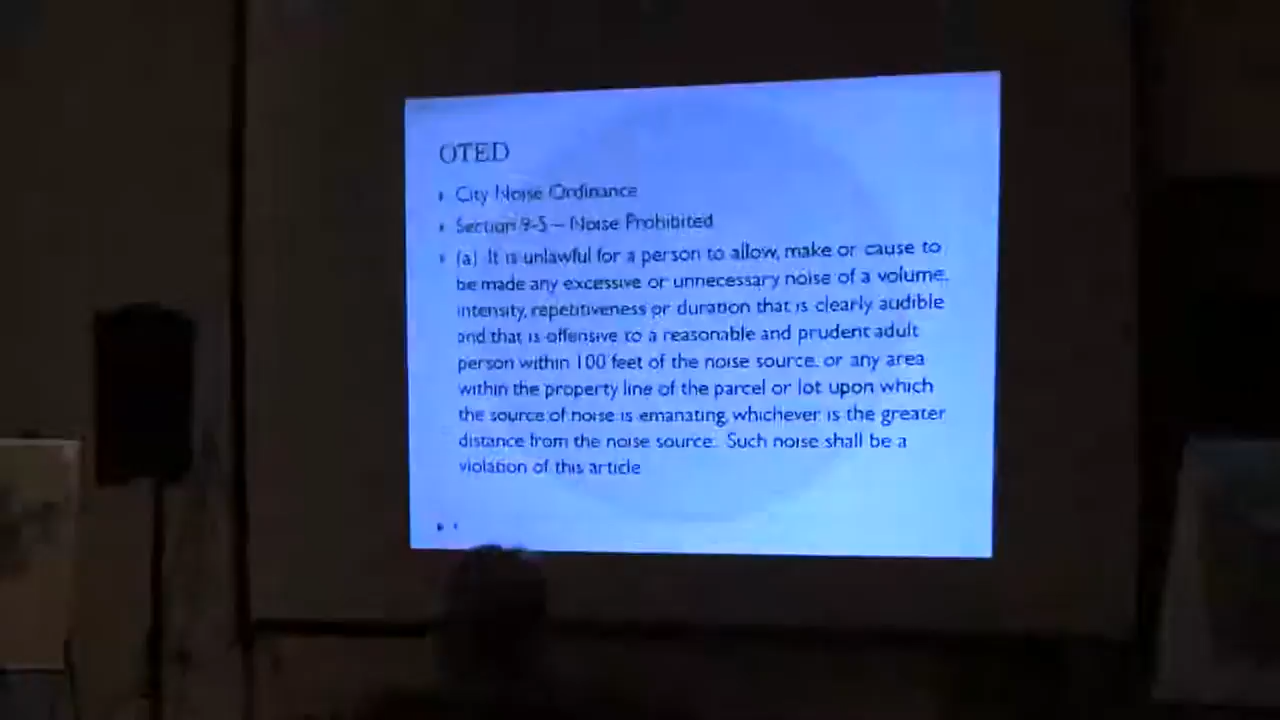 OTED
City Noise Ordinance
Section 9-5 – Noise Prohibited
(a) It is unlawful for a person to allow, make or cause to
be made any excessive or unnecessary noise of a volume,
intensity, repetitiveness or duration that is clearly audible
and that is offensive to a reasonable and prudent adult
person within 100 feet of the noise source, or any area
within the property line of the parcel or lot upon which
the source of noise is emanating, whichever is the greater
distance from the noise source. Such noise shall be a
violation of this article